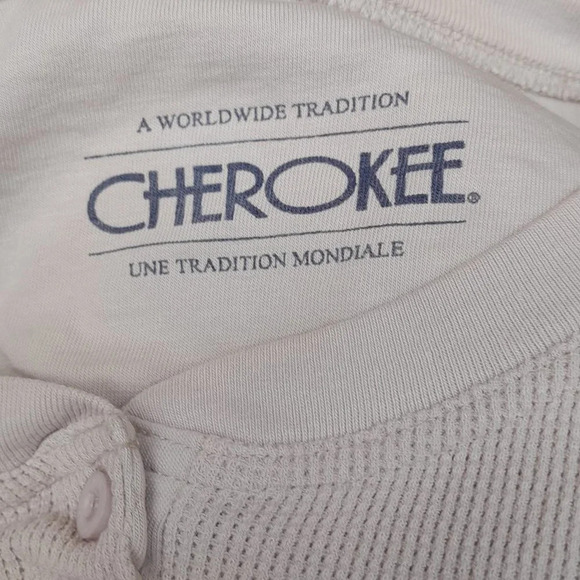 A WORLDWIDE TRADITION
CHEROKEE®
UNE TRADITION MONDIALE